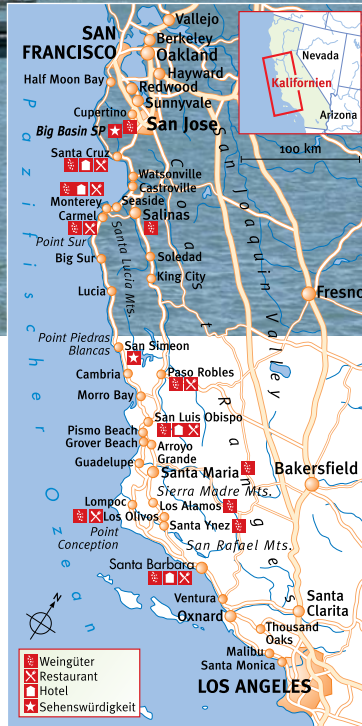 Vallejo
SAN
FRANCISCO
Berkeley
Oakland
Hayward
Half Moon Bay
Redwood
Sunnyvale
Cupertino
San Jose
Big Basin SP
Santa Cruz
Watsonville
Castroville
Monterey
Seaside
Carmel
Salinas
Point Sur
Santa Lucia Mts.
Big Sur
Soledad
King City
Lucia
Fresno
Point Piedras
Blancas
San Simeon
Cambria
Paso Robles
Morro Bay
San Luis Obispo
Pismo Beach
Grover Beach
Arroyo
Grande
Guadelupe
Santa Maria
Bakersfield
Sierra Madre Mts.
Lompoc
Los Alamos
Los Olivos
Point
Conception
Santa Ynez
San Rafael Mts.
Santa Barbara
Ventura
Oxnard
Santa
Clarita
Thousand
Oaks
Malibu
Santa Monica
LOS ANGELES
Pazifischer Ozean
Coast Ranges
San Joaquin Valley
Nevada
Kalifornien
Arizona
100 km
N
Weingüter
Restaurant
Hotel
Sehenswürdigkeit